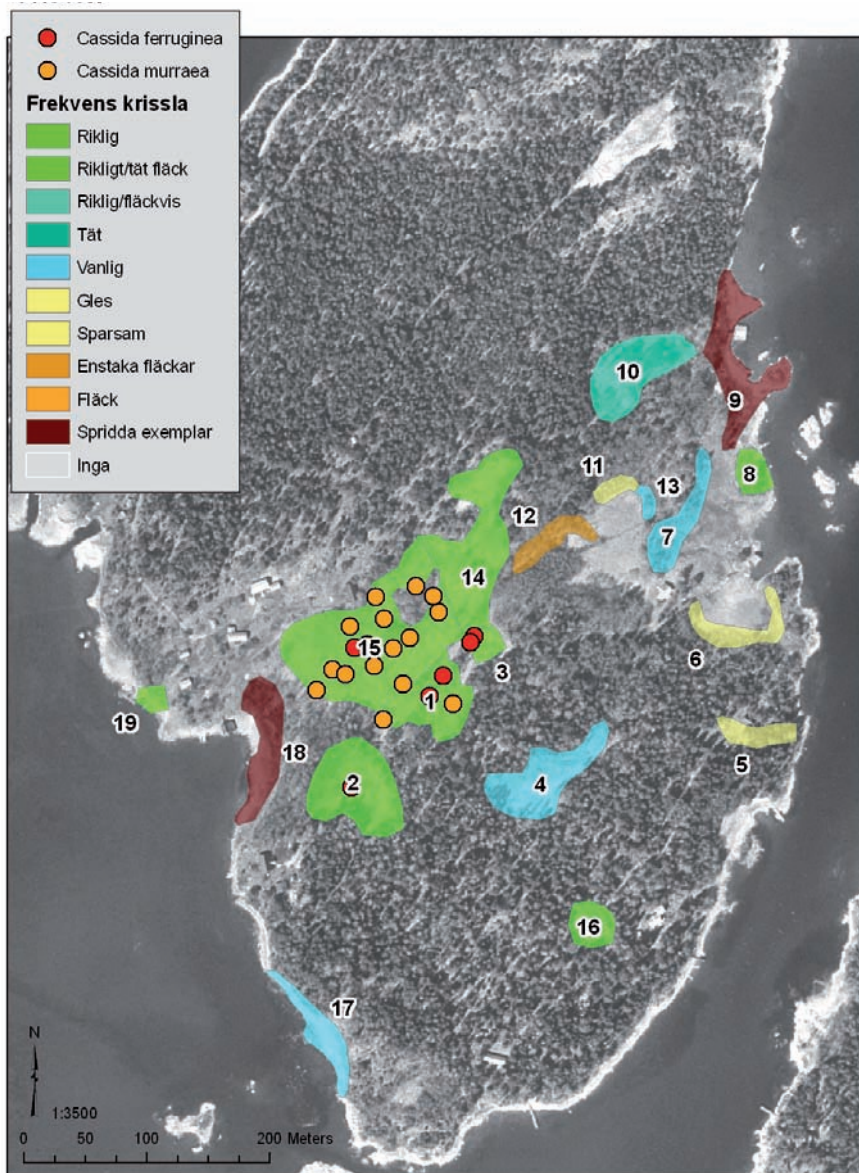 Cassida ferruginea
Cassida murraea
Frekvens krissla
Riklig
Rikligt/tät fläck
Riklig/fläckvis
Tät
Vanlig
Gles
Sparsam
Enstaka fläckar
Fläck
Spridda exemplar
Inga
10
9
11
13
8
12
7
14
15
6
3
1
19
18
5
2
4
16
17
N
1:3500
0 50 100 200 Meters